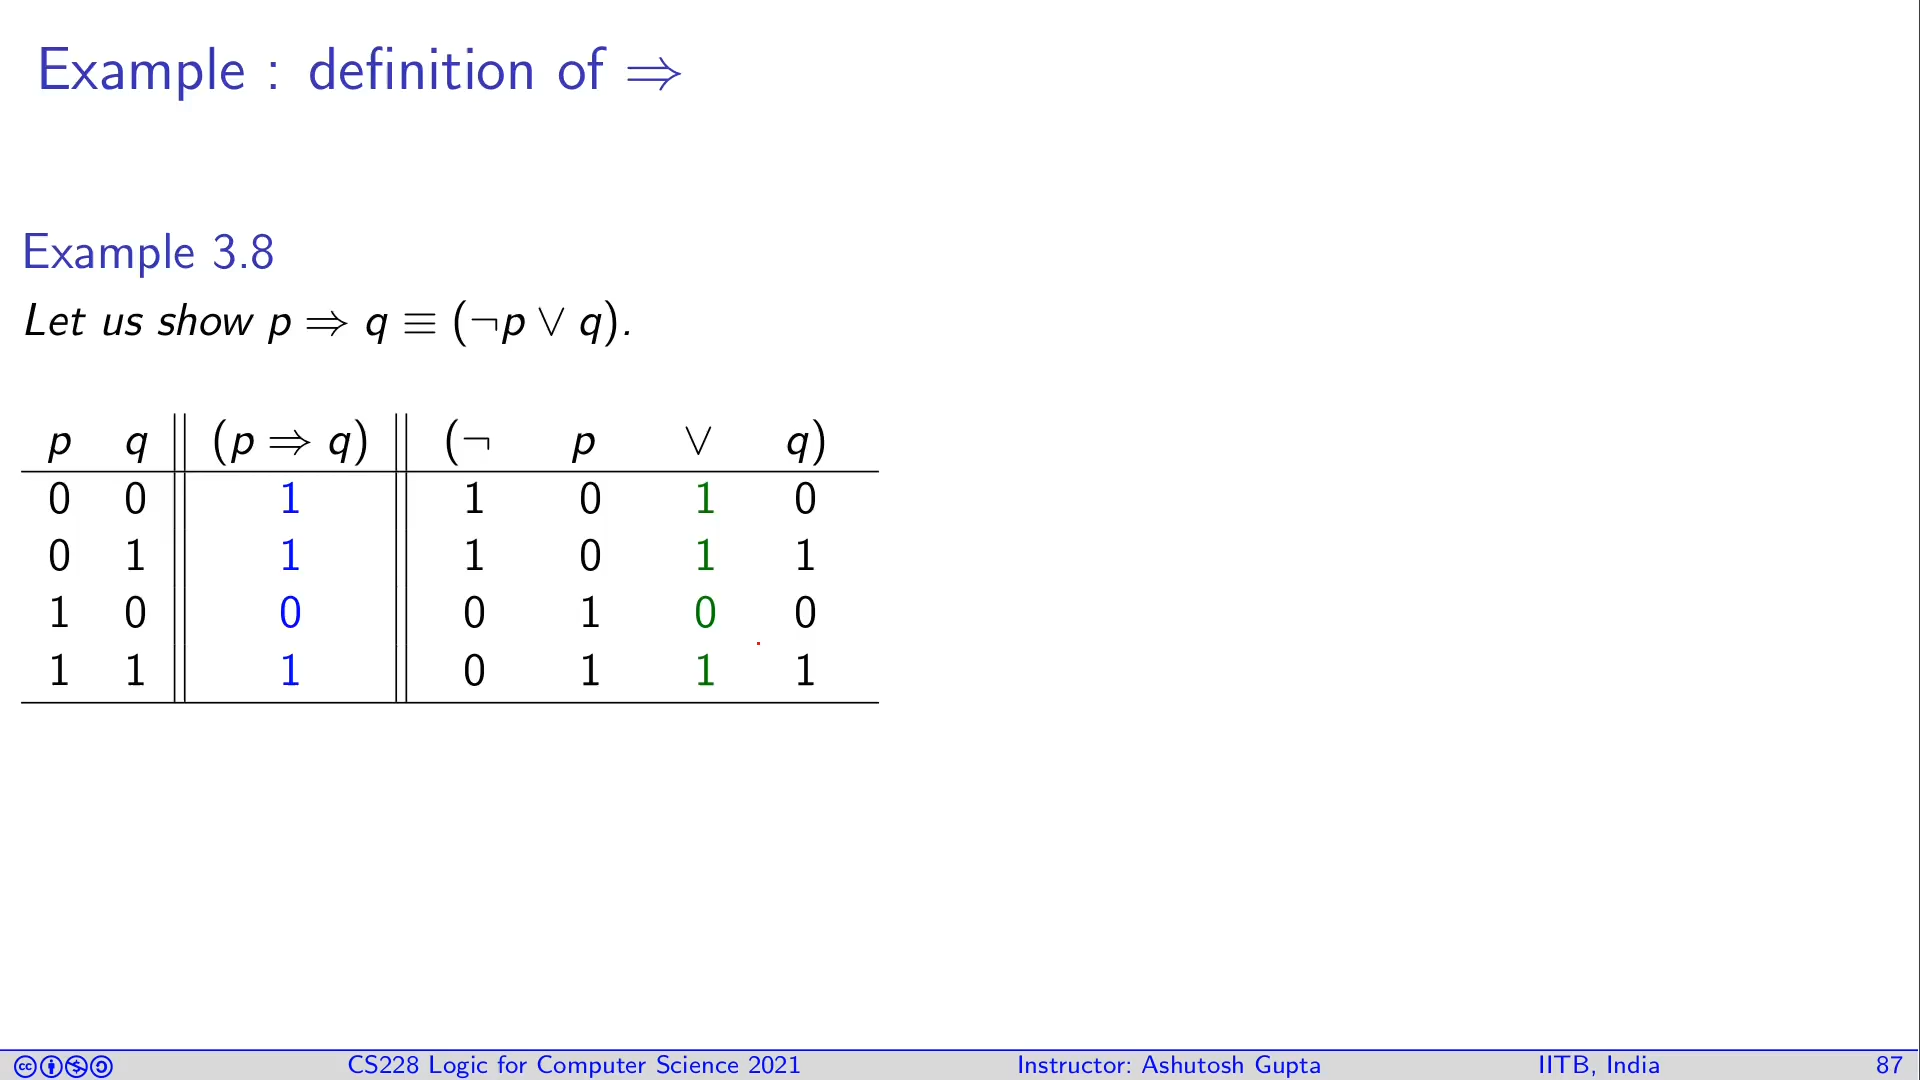 Example : definition of ⇒
Example 3.8
Let us show p ⇒ q ≡ (¬p ∨ q).
p q (p ⇒ q) (¬ p ∨ q)
0 0 1 1 0 1 0
0 1 1 1 0 1 1
1 0 0 0 1 0 0
1 1 1 0 1 1 1
CS228 Logic for Computer Science 2021 Instructor: Ashutosh Gupta IITB, India 87